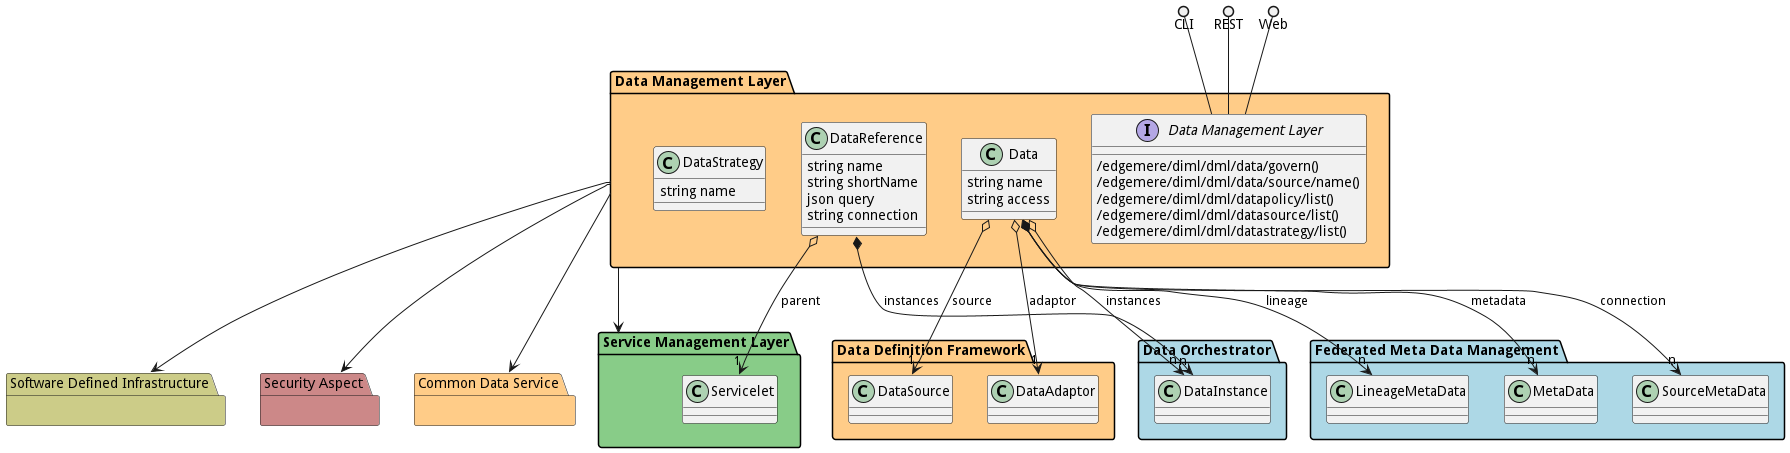 CLI
REST
Web
Data Management Layer
C DataStrategy
string name
C DataReference
string name
string shortName
json query
string connection
C Data
string name
string access
I Data Management Layer
/edgemere/diml/dml/data/govern()
/edgemere/diml/dml/data/source/name()
/edgemere/diml/dml/datapolicy/list()
/edgemere/diml/dml/datasource/list()
/edgemere/diml/dml/datastrategy/list()
parent
instances
source
adaptor
instances
lineage
metadata
connection
Software Defined Infrastructure
Security Aspect
Common Data Service
Service Management Layer
1
C Servicelet
Data Definition Framework
1
1
C DataSource
C DataAdaptor
Data Orchestrator
n
n
C DataInstance
Federated Meta Data Management
n
n
n
C LineageMetaData
C MetaData
C SourceMetaData